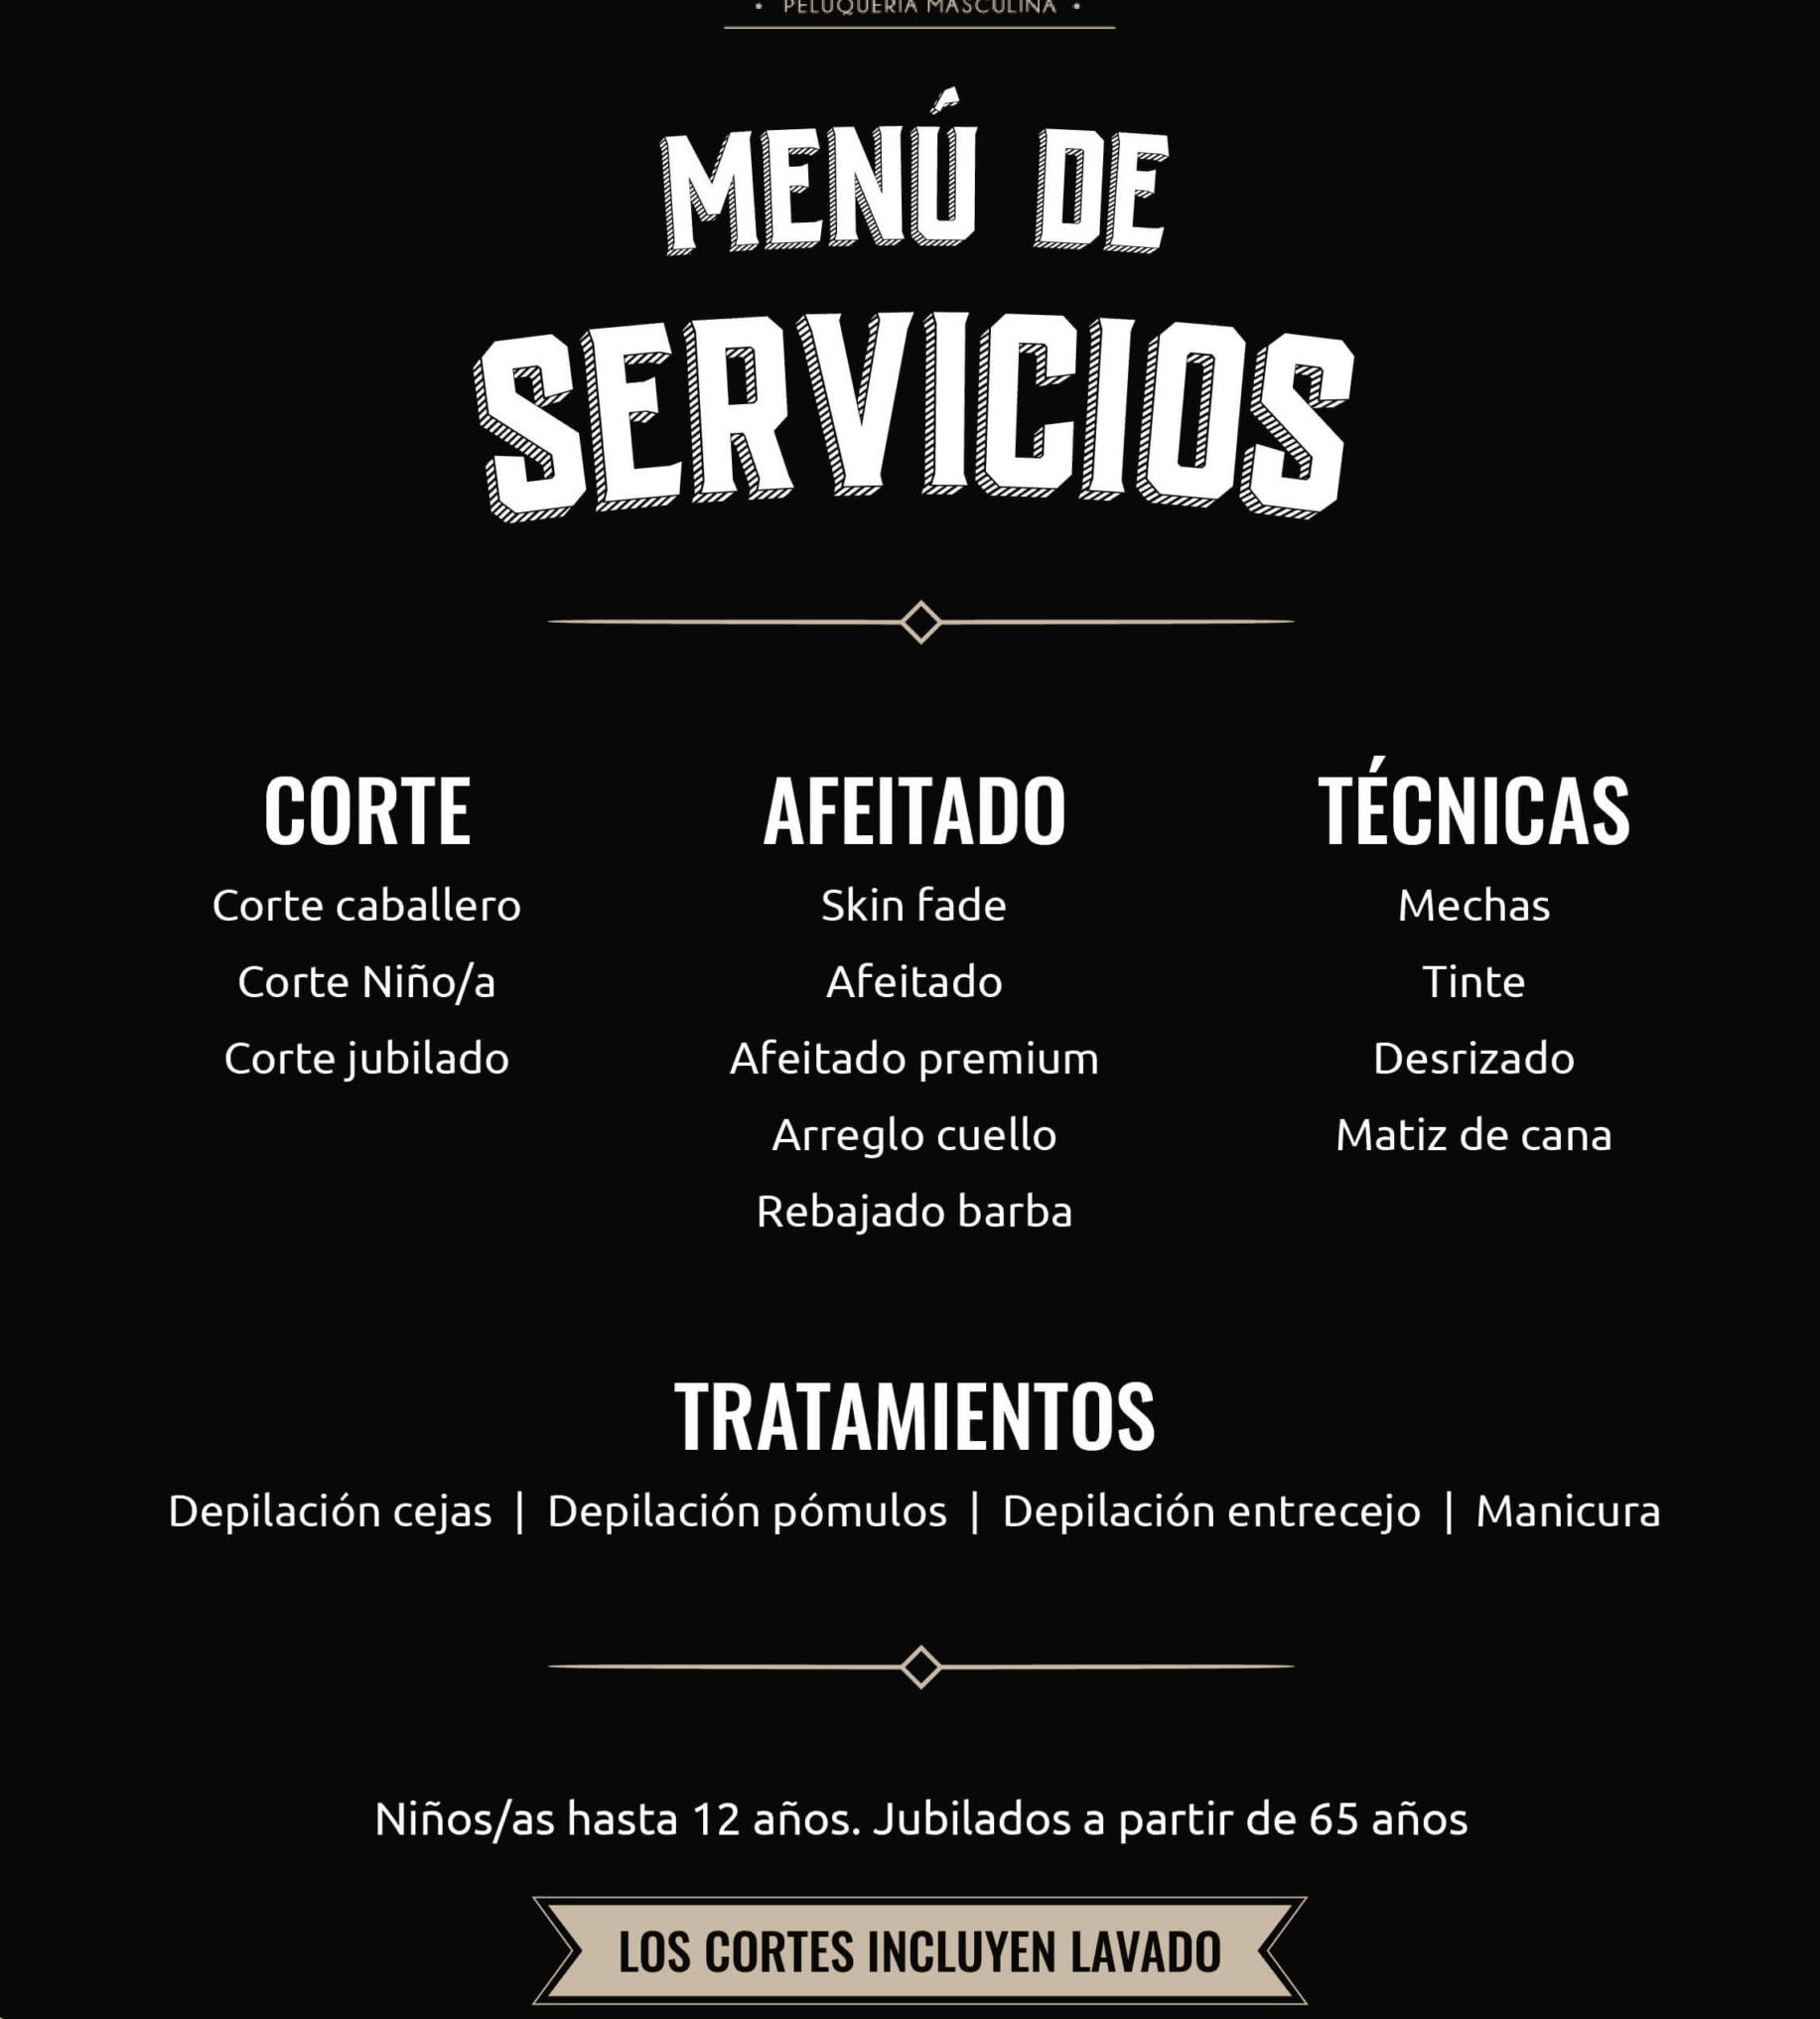 • PELUQUERÍA MASCULINA •
MENÚ DE
SERVICIOS
CORTE
Corte caballero
Corte Niño/a
Corte jubilado
AFEITADO
Skin fade
Afeitado
Afeitado premium
Arreglo cuello
Rebajado barba
TÉCNICAS
Mechas
Tinte
Desrizado
Matiz de cana
TRATAMIENTOS
Depilación cejas | Depilación pómulos | Depilación entrecejo | Manicura
Niños/as hasta 12 años. Jubilados a partir de 65 años
LOS CORTES INCLUYEN LAVADO